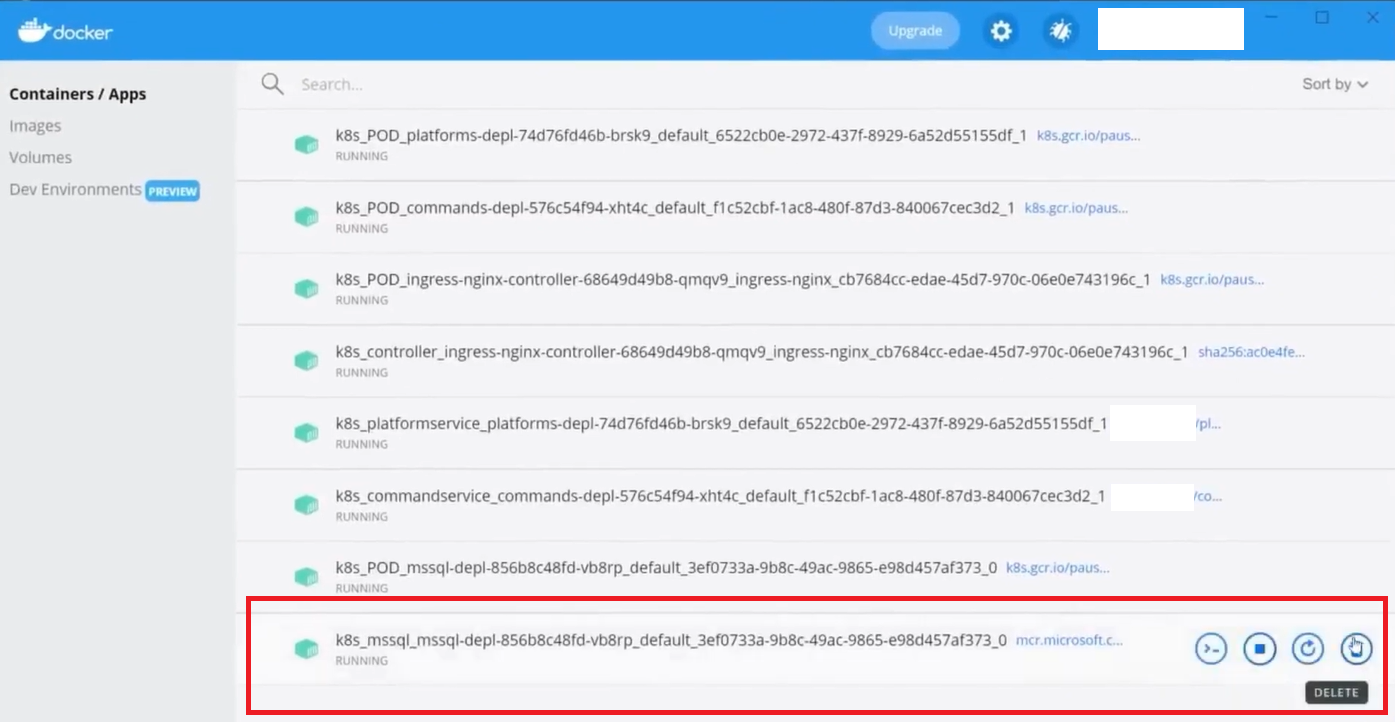 docker
Upgrade
Containers / Apps
Images
Volumes
Dev Environments PREVIEW
Search...
Sort by
k8s_POD_platforms-depl-74d76fd46b-brsk9_default_6522cb0e-2972-437f-8929-6a52d55155df_1 k8s.gcr.io/paus...
RUNNING
k8s_POD_commands-depl-576c54f94-xht4c_default_f1c52cbf-1ac8-480f-87d3-840067cec3d2_1 k8s.gcr.io/paus...
RUNNING
k8s_POD_ingress-nginx-controller-68649d49b8-qmqv9_ingress-nginx_cb7684cc-edae-45d7-970c-06e0e743196c_1 k8s.gcr.io/paus...
RUNNING
k8s_controller_ingress-nginx-controller-68649d49b8-qmqv9_ingress-nginx_cb7684cc-edae-45d7-970c-06e0e743196c_1 sha256:ac0e4fe...
RUNNING
k8s_platformservice_platforms-depl-74d76fd46b-brsk9_default_6522cb0e-2972-437f-8929-6a52d55155df_1 /pl...
RUNNING
k8s_commandservice_commands-depl-576c54f94-xht4c_default_f1c52cbf-1ac8-480f-87d3-840067cec3d2_1 /co...
RUNNING
k8s_POD_mssql-depl-856b8c48fd-vb8rp_default_3ef0733a-9b8c-49ac-9865-e98d457af373_0 k8s.gcr.io/paus...
RUNNING
k8s_mssql_mssql-depl-856b8c48fd-vb8rp_default_3ef0733a-9b8c-49ac-9865-e98d457af373_0 mcr.microsoft.c...
RUNNING
DELETE